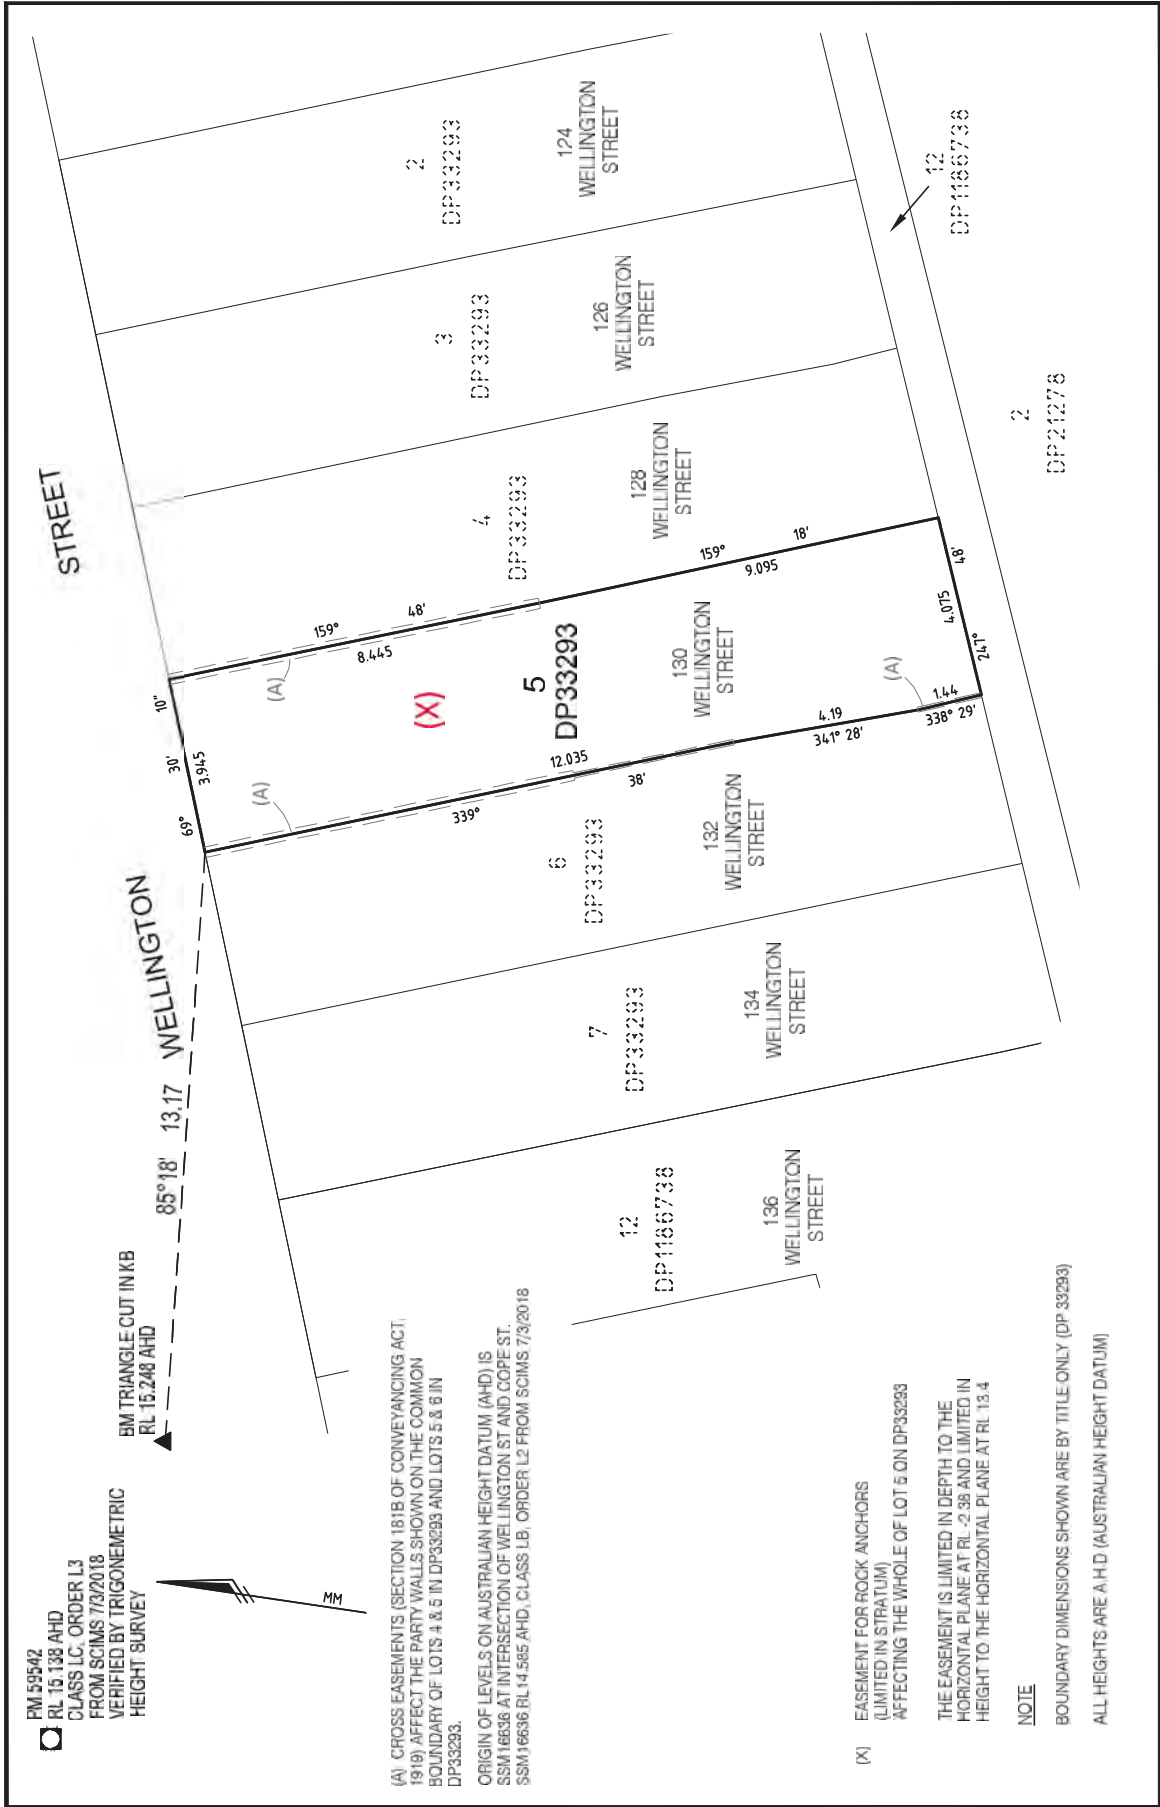 PM 59542
RL 15.138 AHD
CLASS LC, ORDER L3
FROM SCIMS 7/3/2018
VERIFIED BY TRIGONEMETRIC
HEIGHT SURVEY
BM TRIANGLE CUT IN KB
RL 15.248 AHD
85°18' 13.17
WELLINGTON
STREET
MM
69°
30'
10"
3.945
159°
48'
8.445
159°
18'
9.095
48'
4.075
247°
1.44
338° 29'
4.19
341° 28'
12.035
38'
339°
(A)
(A)
(A)
(X)
5
DP33293
130
WELLINGTON
STREET
2
DP33293
124
WELLINGTON
STREET
3
DP33293
126
WELLINGTON
STREET
4
DP33293
128
WELLINGTON
STREET
6
DP33293
132
WELLINGTON
STREET
7
DP33293
134
WELLINGTON
STREET
12
DP1186738
136
WELLINGTON
STREET
12
DP1186738
2
DP21278
(A) CROSS EASEMENTS (SECTION 181B OF CONVEYANCING ACT,
1919) AFFECT THE PARTY WALLS SHOWN ON THE COMMON
BOUNDARY OF LOTS 4 & 5 IN DP33293 AND LOTS 5 & 6 IN
DP33293.
ORIGIN OF LEVELS ON AUSTRALIAN HEIGHT DATUM (AHD) IS
SSM16636 AT INTERSECTION OF WELLINGTON ST AND COPE ST.
SSM16636 RL14.585 AHD, CLASS LB, ORDER L2 FROM SCIMS 7/3/2018
(X) EASEMENT FOR ROCK ANCHORS
(LIMITED IN STRATUM)
AFFECTING THE WHOLE OF LOT 5 ON DP33293
THE EASEMENT IS LIMITED IN DEPTH TO THE
HORIZONTAL PLANE AT RL -2.36 AND LIMITED IN
HEIGHT TO THE HORIZONTAL PLANE AT RL 13.4
NOTE
BOUNDARY DIMENSIONS SHOWN ARE BY TITLE ONLY (DP 33293)
ALL HEIGHTS ARE A.H.D (AUSTRALIAN HEIGHT DATUM)